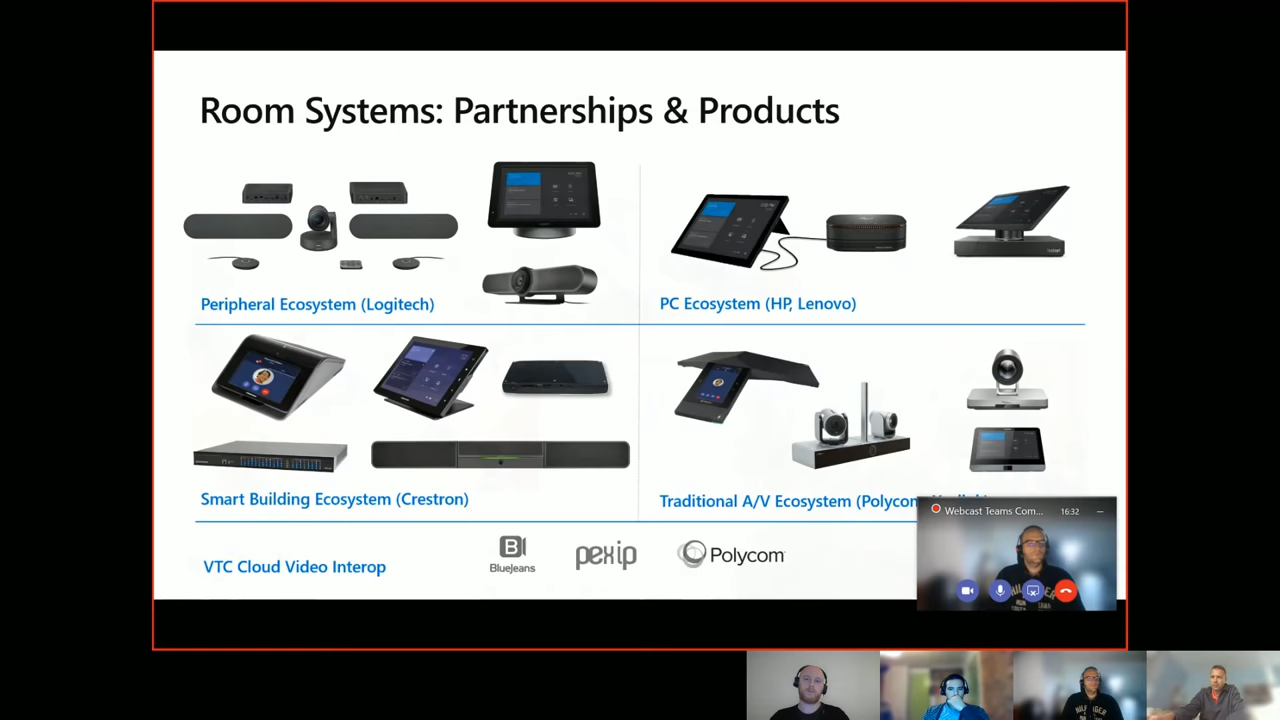 Room Systems: Partnerships & Products
Peripheral Ecosystem (Logitech)
PC Ecosystem (HP, Lenovo)
Smart Building Ecosystem (Crestron)
Traditional A/V Ecosystem (Polycom
Webcast Teams Com... 16:32
VTC Cloud Video Interop
B
BlueJeans
pexip
Polycom
HILFIGER